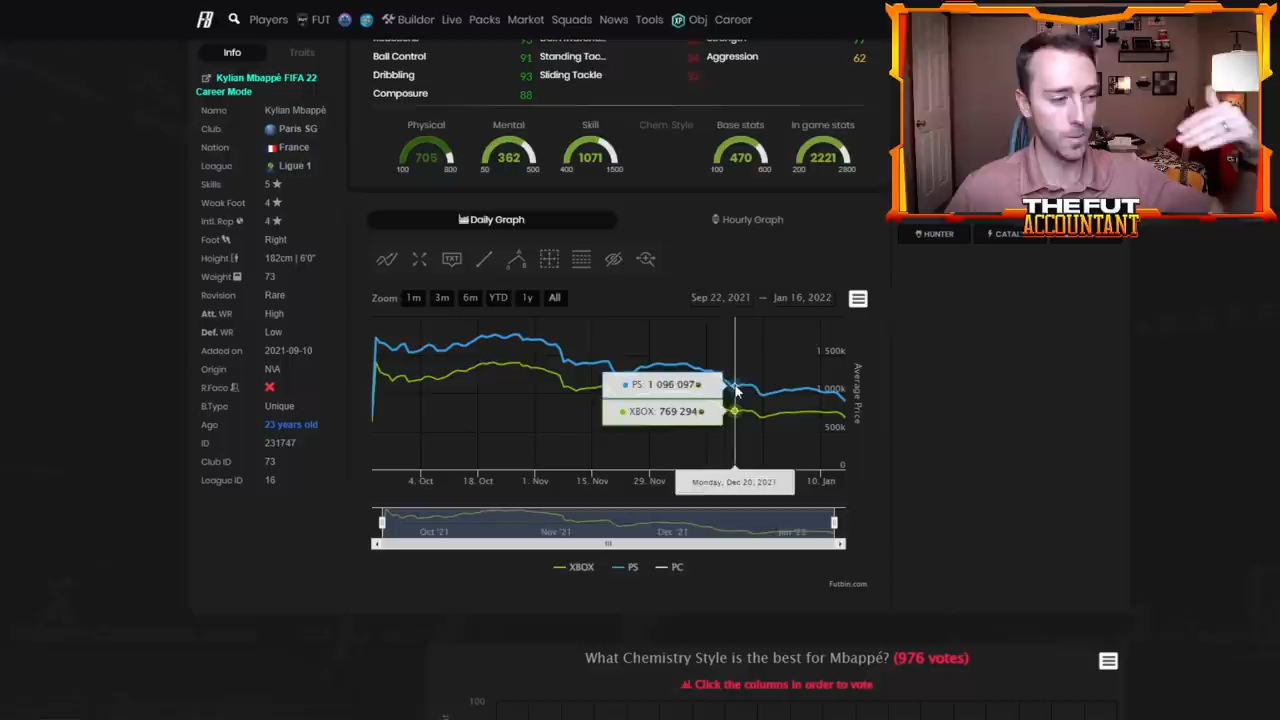 FB Players FUT Builder Live Packs Market Squads News Tools XP Obj Career
Info Traits
Kylian Mbappé FIFA 22
Career Mode
Name Kylian Mbappé
Club Paris SG
Nation France
League Ligue 1
Skills 5★
Weak Foot 4★
Intl. Rep 4★
Foot Right
Height 182cm | 6'0"
Weight 73
Revision Rare
Att. WR High
Def. WR Low
Added on 2021-09-10
Origin N\A
R.Face
B.Type Unique
Age 23 years old
ID 231747
Club ID 73
League ID 16
Ball Control 91 Standing Tac... Aggression 62
Dribbling 93 Sliding Tackle
Composure 88
Physical Mental Skill Chem. Style Base stats In game stats
705 362 1071 470 2221
100 800 50 500 400 1500 100 600 200 2800
Daily Graph Hourly Graph
TXT
Zoom 1m 3m 6m YTD 1y All Sep 22, 2021 — Jan 16, 2022
1 500k
1 000k
500k
0
Average Price
PS: 1 096 097
XBOX: 769 294
Monday, Dec 20, 2021
4. Oct 18. Oct 1. Nov 15. Nov 29. Nov 10. Jan
Oct '21 Nov '21 Dec '21 Jan '22
XBOX PS PC
Futbin.com
What Chemistry Style is the best for Mbappé? (976 votes)
Click the columns in order to vote
100
THE FUT
ACCOUNTANT
HUNTER